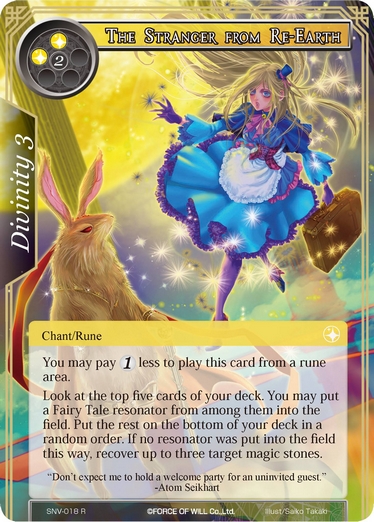 The Stranger from Re-Earth
2
Divinity 3
Chant/Rune
You may pay 1 less to play this card from a rune
area.
Look at the top five cards of your deck. You may put
a Fairy Tale resonator from among them into the
field. Put the rest on the bottom of your deck in a
random order. If no resonator was put into the field
this way, recover up to three target magic stones.
"Don't expect me to hold a welcome party for an uninvited guest."
-Atom Seikhart
SNV-018 R ©FORCE OF WILL Co.,Ltd. Illust/Saiko Takaki